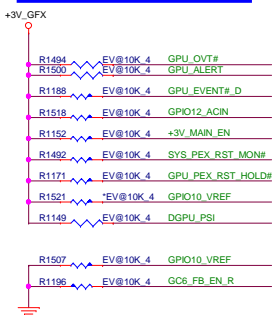 +3V_GFX
R1494 EV@10K_4 GPU_OVT#
R1500 EV@10K_4 GPU_ALERT
R1188 EV@10K_4 GPU_EVENT#_D
R1518 EV@10K_4 GPIO12_ACIN
R1152 EV@10K_4 +3V_MAIN_EN
R1492 EV@10K_4 SYS_PEX_RST_MON#
R1171 EV@10K_4 GPU_PEX_RST_HOLD#
R1521 *EV@10K_4 GPIO10_VREF
R1149 EV@10K_4 DGPU_PSI
R1507 EV@10K_4 GPIO10_VREF
R1196 EV@10K_4 GC6_FB_EN_R